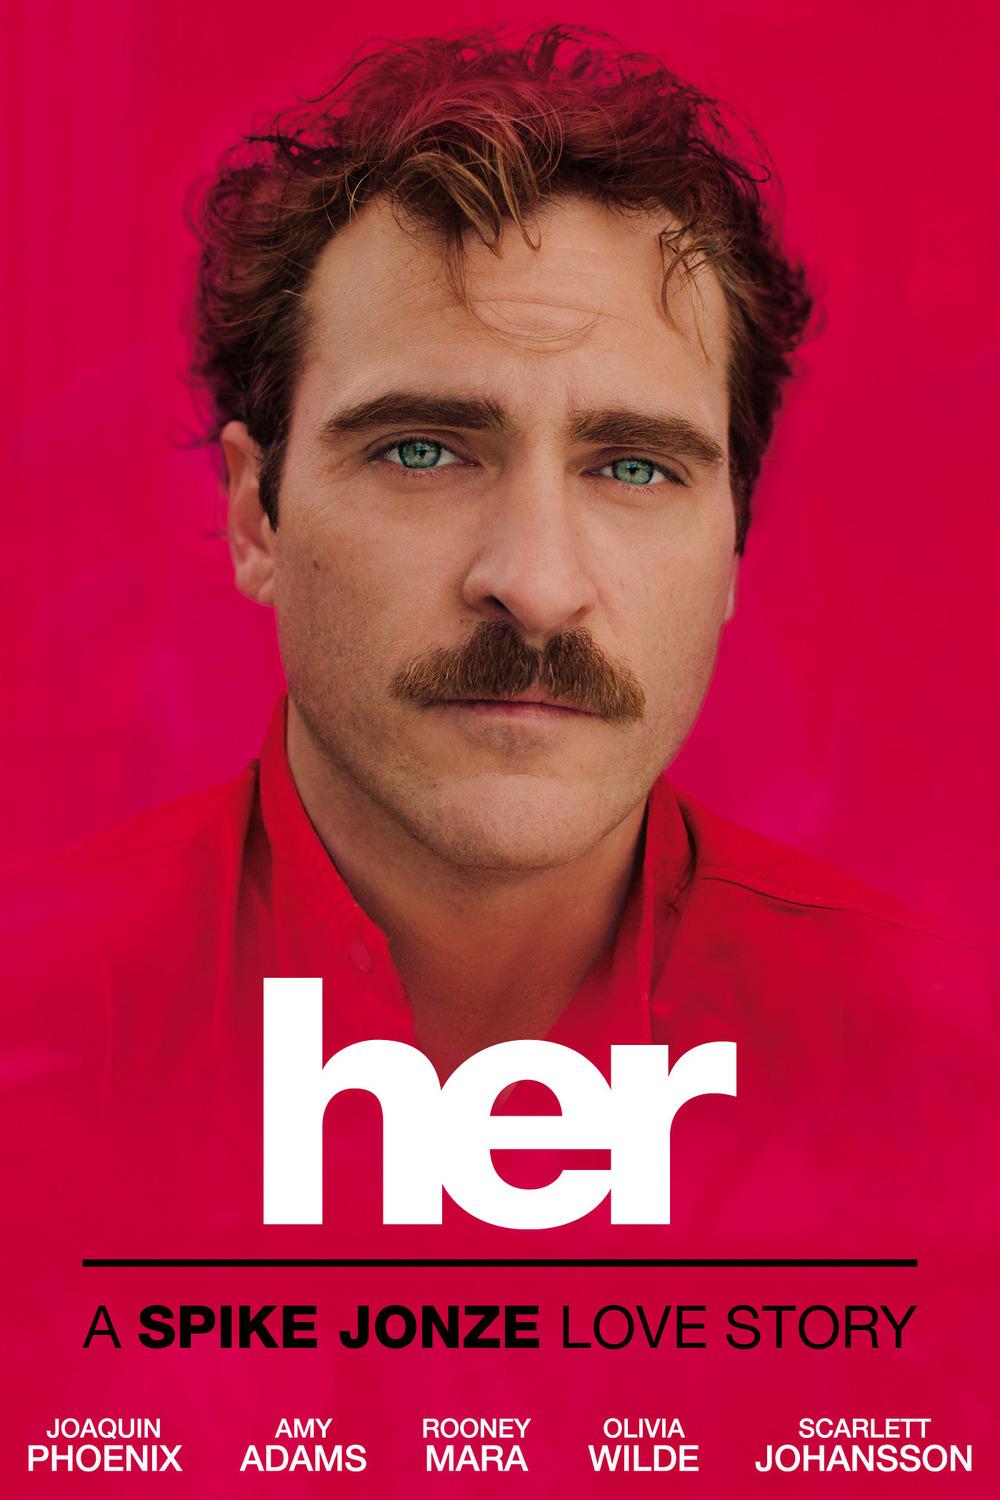 her
A SPIKE JONZE LOVE STORY
JOAQUIN PHOENIX
AMY ADAMS
ROONEY MARA
OLIVIA WILDE
SCARLETT JOHANSSON